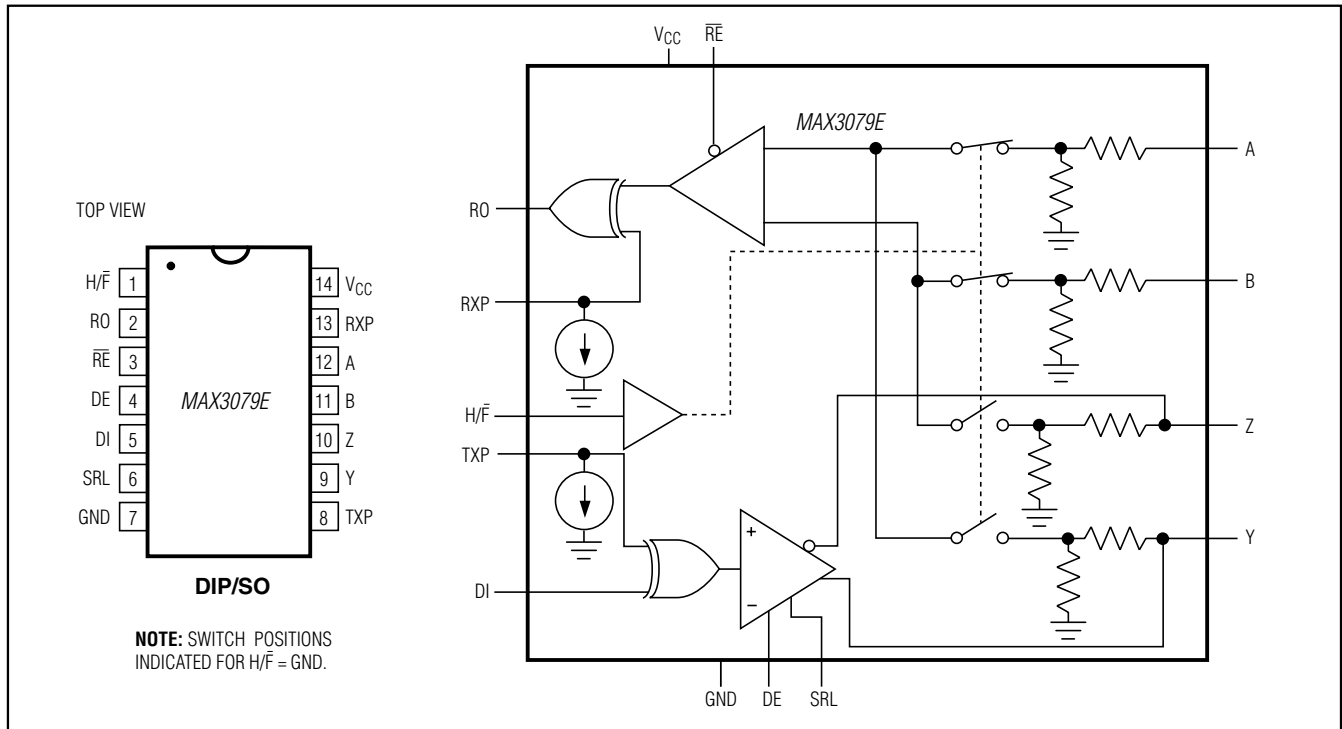 TOP VIEW
H/F̅ 1
RO 2
R̅E̅ 3
DE 4
DI 5
SRL 6
GND 7
MAX3079E
14 VCC
13 RXP
12 A
11 B
10 Z
9 Y
8 TXP
DIP/SO
NOTE: SWITCH POSITIONS
INDICATED FOR H/F̅ = GND.
VCC
R̅E̅
MAX3079E
RO
RXP
H/F̅
TXP
DI
+
−
A
B
Z
Y
GND
DE
SRL